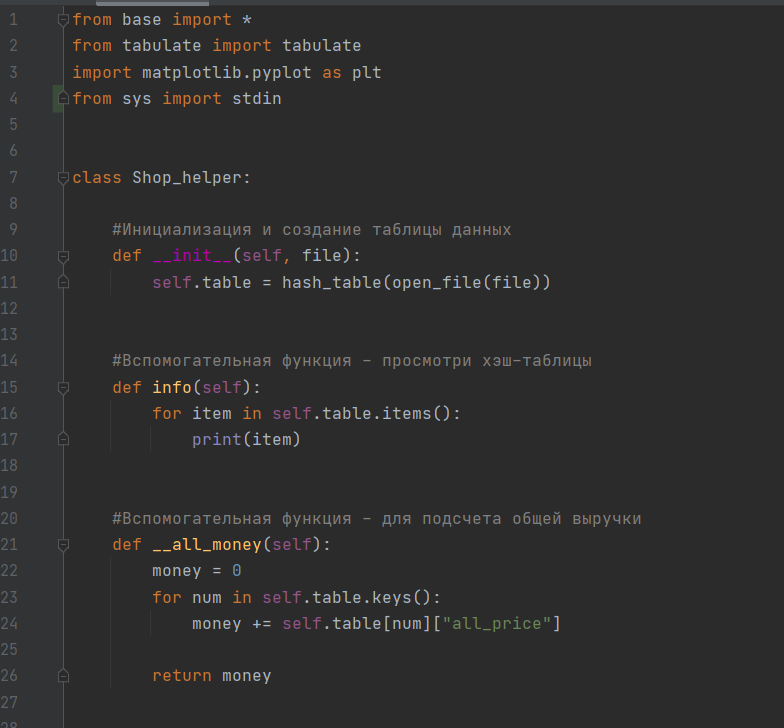 1 from base import *
2 from tabulate import tabulate
3 import matplotlib.pyplot as plt
4 from sys import stdin
5
6
7 class Shop_helper:
8
9 #Инициализация и создание таблицы данных
10 def __init__(self, file):
11 self.table = hash_table(open_file(file))
12
13
14 #Вспомогательная функция - просмотри хэш-таблицы
15 def info(self):
16 for item in self.table.items():
17 print(item)
18
19
20 #Вспомогательная функция - для подсчета общей выручки
21 def __all_money(self):
22 money = 0
23 for num in self.table.keys():
24 money += self.table[num]["all_price"]
25
26 return money
27
28